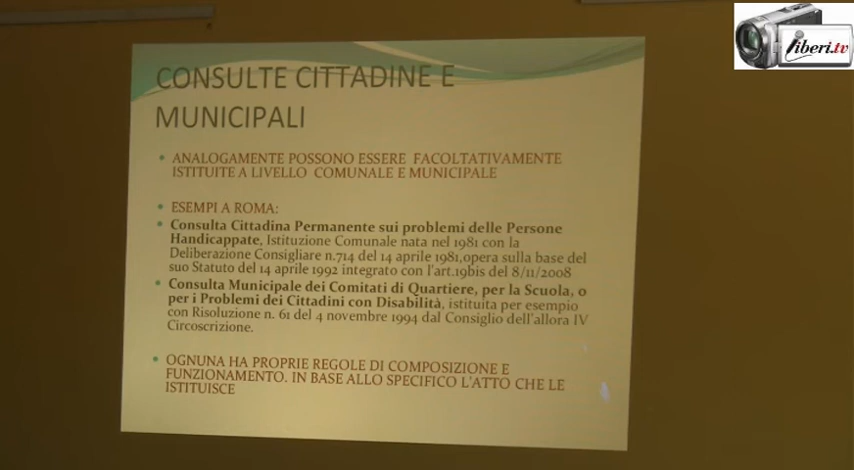 liberi.tv
CONSULTE CITTADINE E
MUNICIPALI
• ANALOGAMENTE POSSONO ESSERE FACOLTATIVAMENTE
ISTITUITE A LIVELLO COMUNALE E MUNICIPALE
• ESEMPI A ROMA:
• Consulta Cittadina Permanente sui problemi delle Persone
Handicappate, Istituzione Comunale nata nel 1981 con la
Deliberazione Consigliare n.714 del 14 aprile 1981,opera sulla base del
suo Statuto del 14 aprile 1992 integrato con l'art.19bis del 8/11/2008
• Consulta Municipale dei Comitati di Quartiere, per la Scuola, o
per i Problemi dei Cittadini con Disabilità, istituita per esempio
con Risoluzione n. 61 del 4 novembre 1994 dal Consiglio dell'allora IV
Circoscrizione.
• OGNUNA HA PROPRIE REGOLE DI COMPOSIZIONE E
FUNZIONAMENTO. IN BASE ALLO SPECIFICO L'ATTO CHE LE
ISTITUISCE